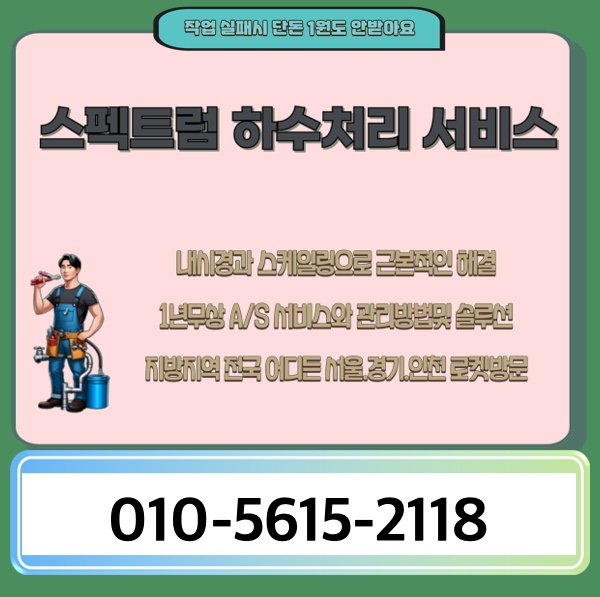 작업 실패시 단돈 1원도 안받아요
스펙트럼 하수처리 서비스
내시경과 스케일링으로 근본적인 해결
1년무상 A/S 서비스와 관리방법및 솔루션
지방지역 전국 어디든 서울.경기.인천 로켓방문
010-5615-2118